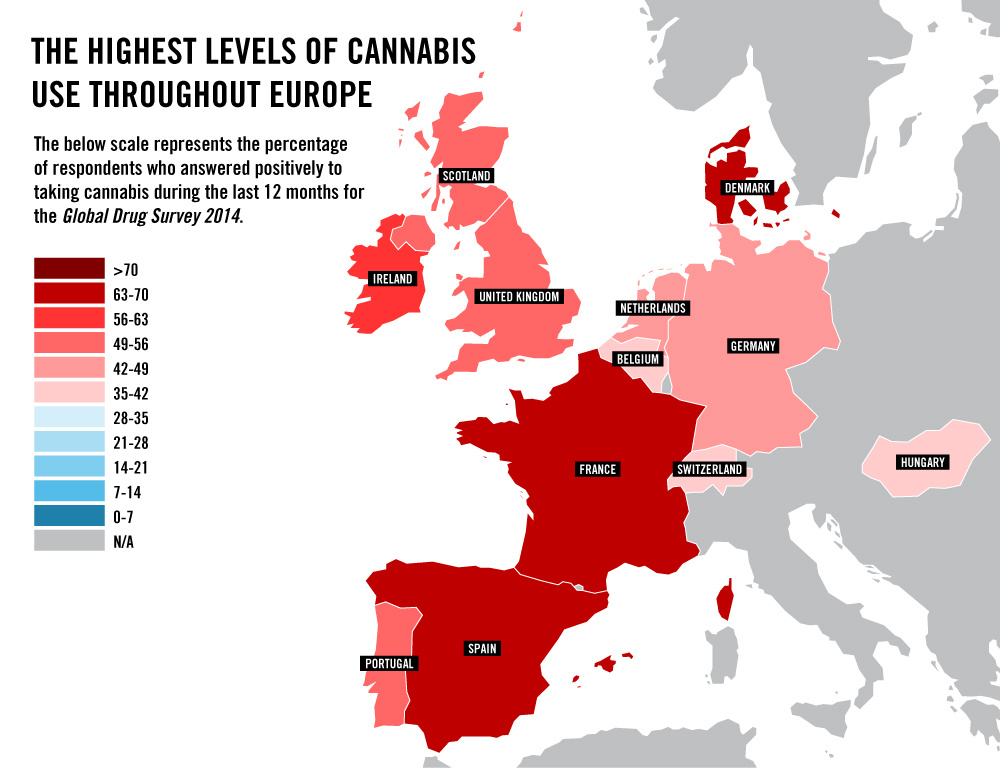 THE HIGHEST LEVELS OF CANNABIS
USE THROUGHOUT EUROPE
The below scale represents the percentage
of respondents who answered positively to
taking cannabis during the last 12 months for
the Global Drug Survey 2014.
>70
63-70
56-63
49-56
42-49
35-42
28-35
21-28
14-21
7-14
0-7
N/A
SCOTLAND
DENMARK
IRELAND
UNITED KINGDOM
NETHERLANDS
GERMANY
BELGIUM
FRANCE
SWITZERLAND
HUNGARY
SPAIN
PORTUGAL